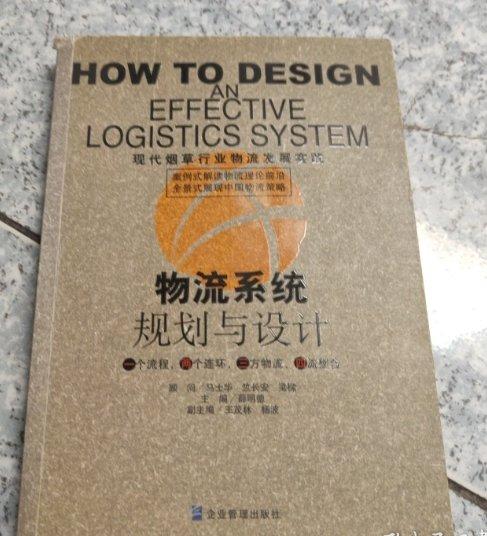 HOW TO DESIGN
AN
EFFECTIVE
LOGISTICS SYSTEM
现代烟草行业物流发展实践
案例式解读物流理论前沿
全景式展现中国物流策略
物流系统
规划与设计
一个流程，两个连环，三方物流，四流整合
顾 问／马士华 兰长安 梁樑
主 编／薛明德
副主编／王茂林 杨波
企业管理出版社